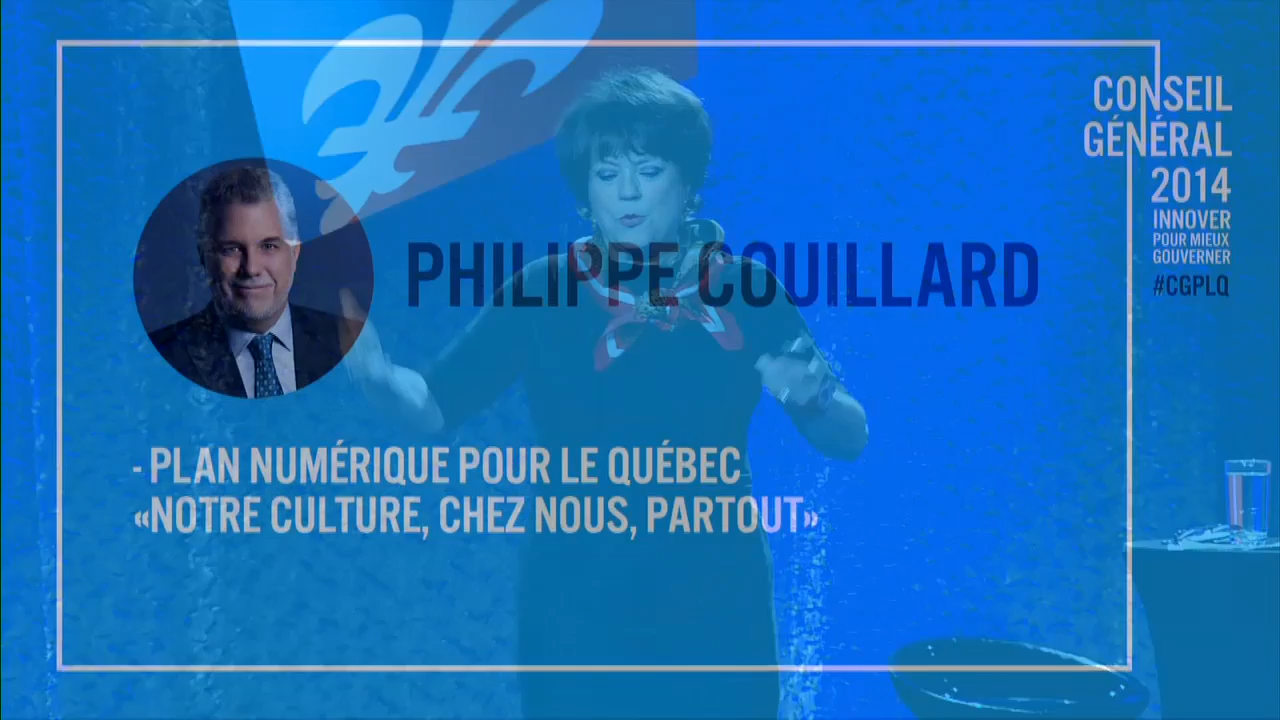 PHILIPPE COUILLARD
- PLAN NUMÉRIQUE POUR LE QUÉBEC
«NOTRE CULTURE, CHEZ NOUS, PARTOUT»
CONSEIL
GÉNÉRAL
2014
INNOVER
POUR MIEUX
GOUVERNER
#CGPLQ